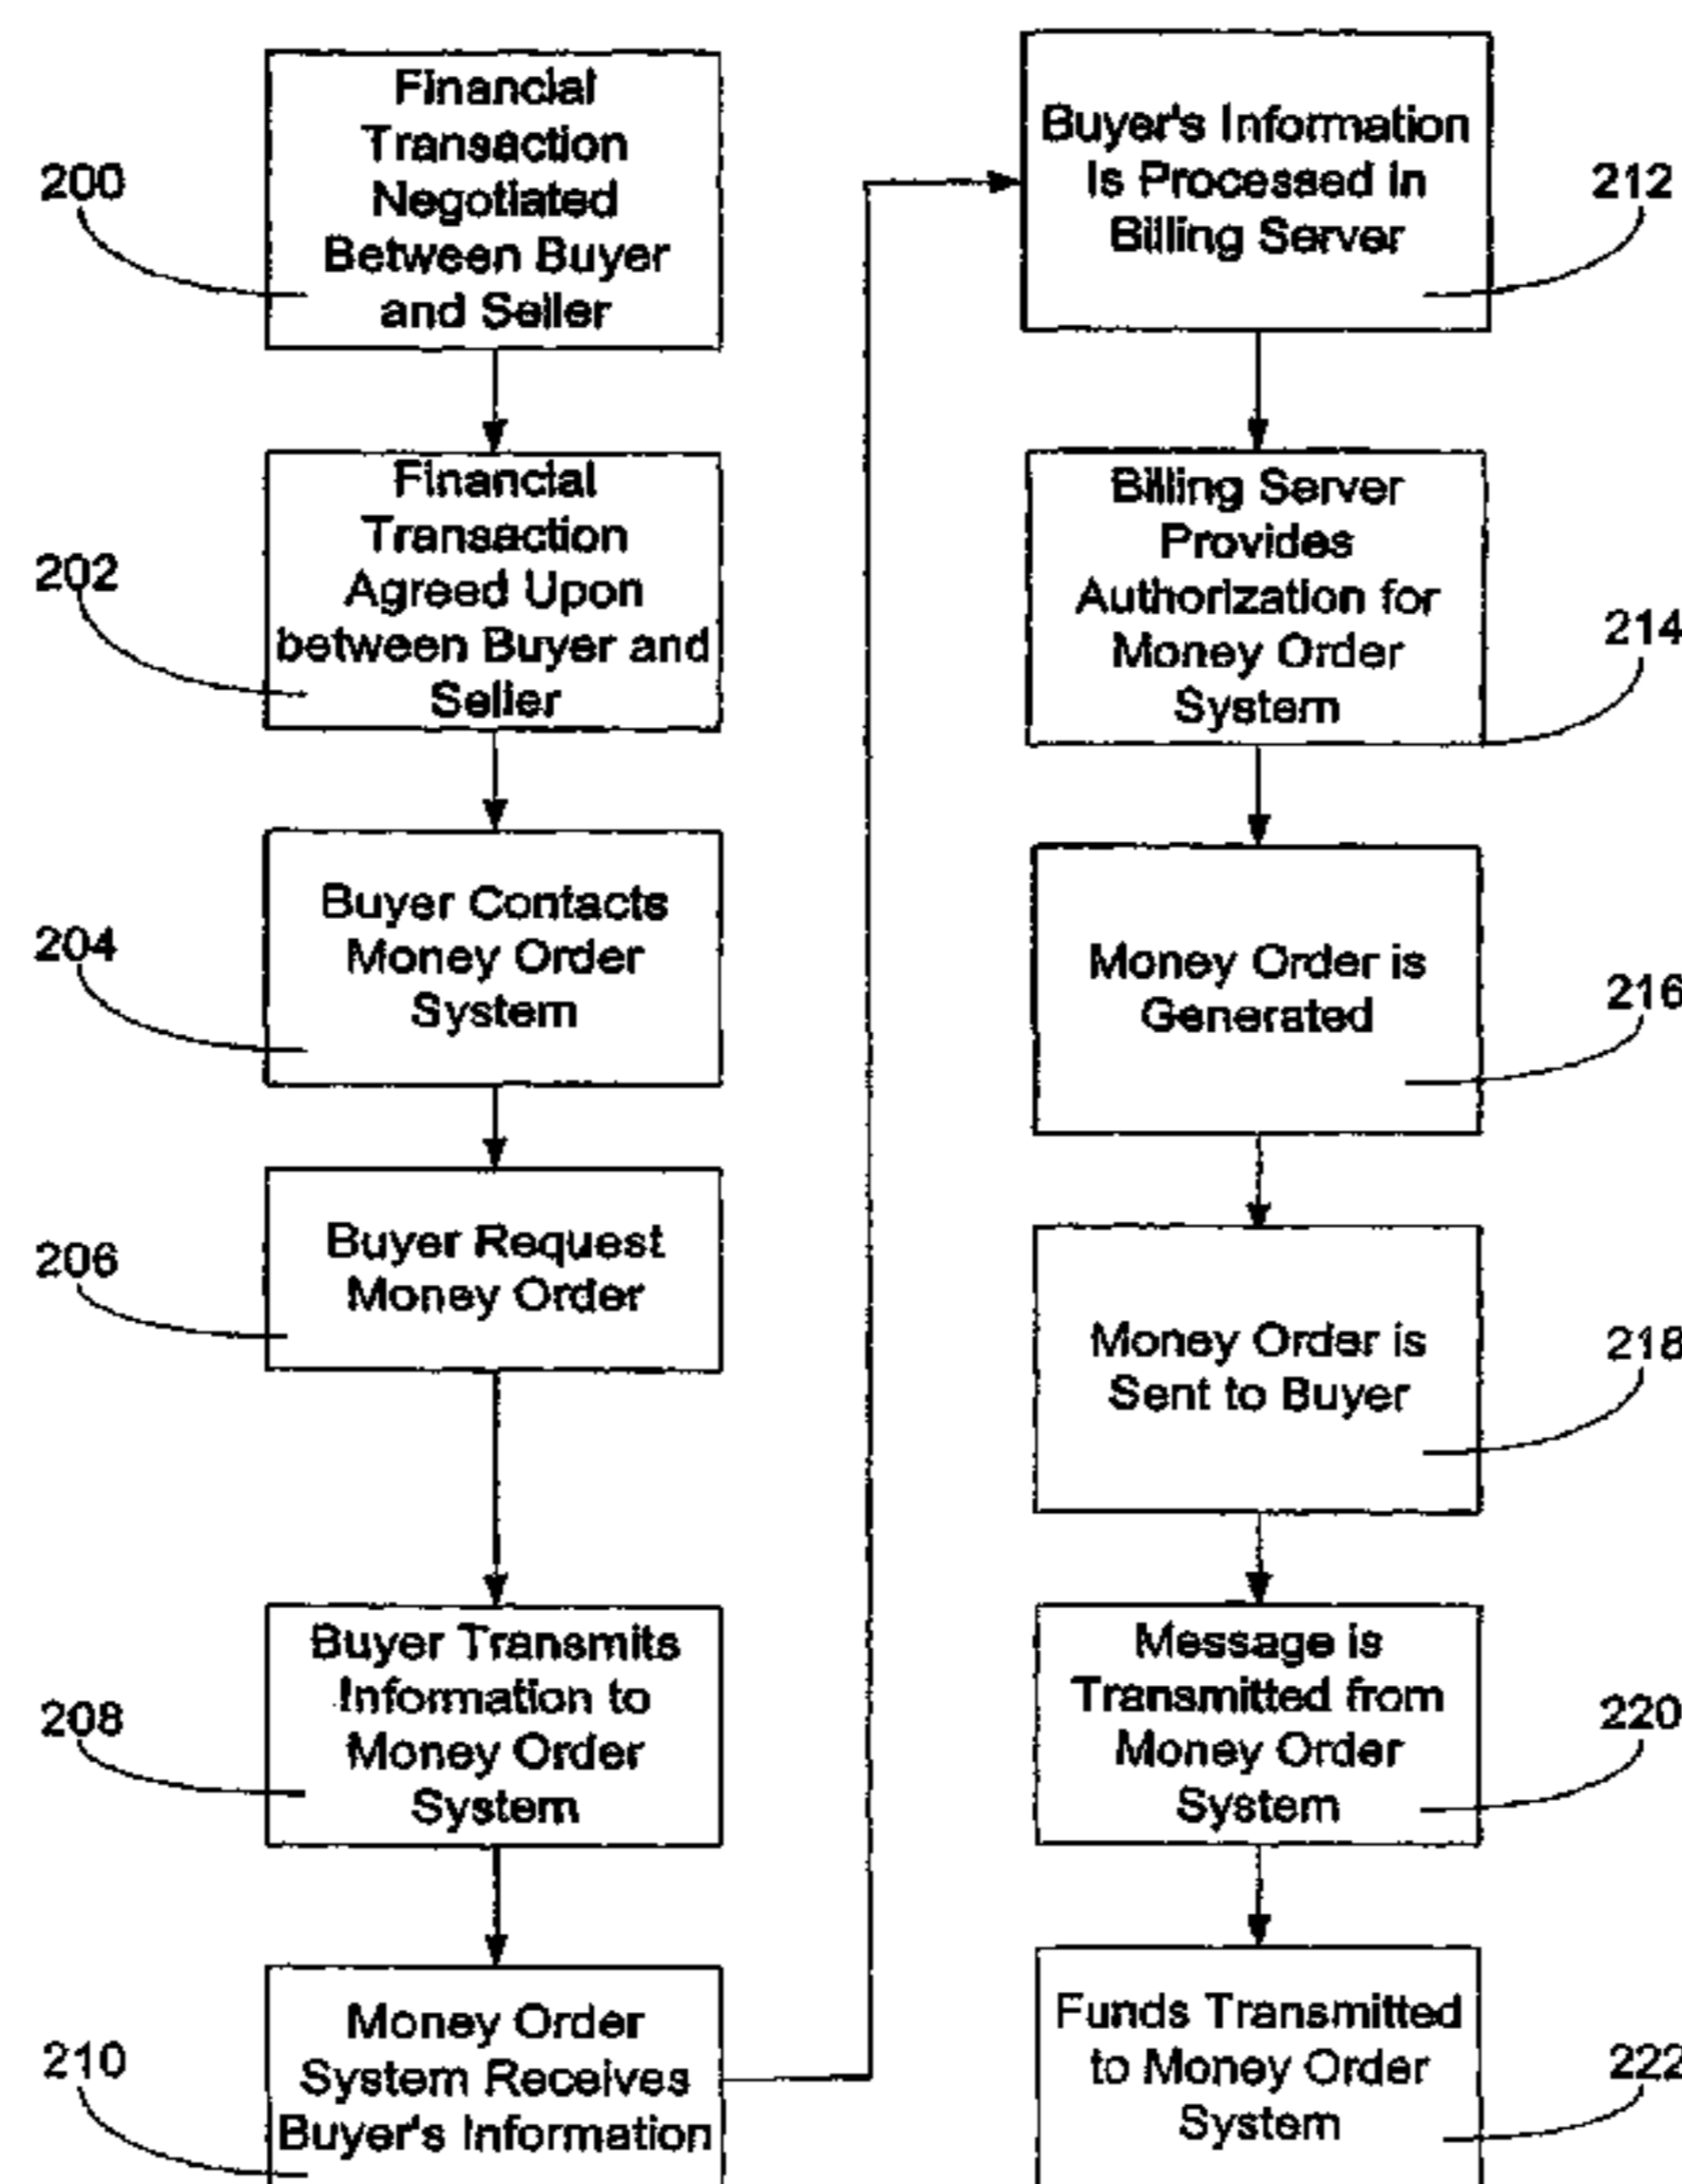 Financial
Transaction
Negotiated
Between Buyer
and Seller
200
Financial
Transaction
Agreed Upon
between Buyer and
Seller
202
Buyer Contacts
Money Order
System
204
Buyer Request
Money Order
206
Buyer Transmits
Information to
Money Order
System
208
Money Order
System Receives
Buyer's Information
210
Buyer's Information
Is Processed in
Billing Server
212
Billing Server
Provides
Authorization for
Money Order
System
214
Money Order is
Generated
216
Money Order is
Sent to Buyer
218
Message is
Transmitted from
Money Order
System
220
Funds Transmitted
to Money Order
System
222